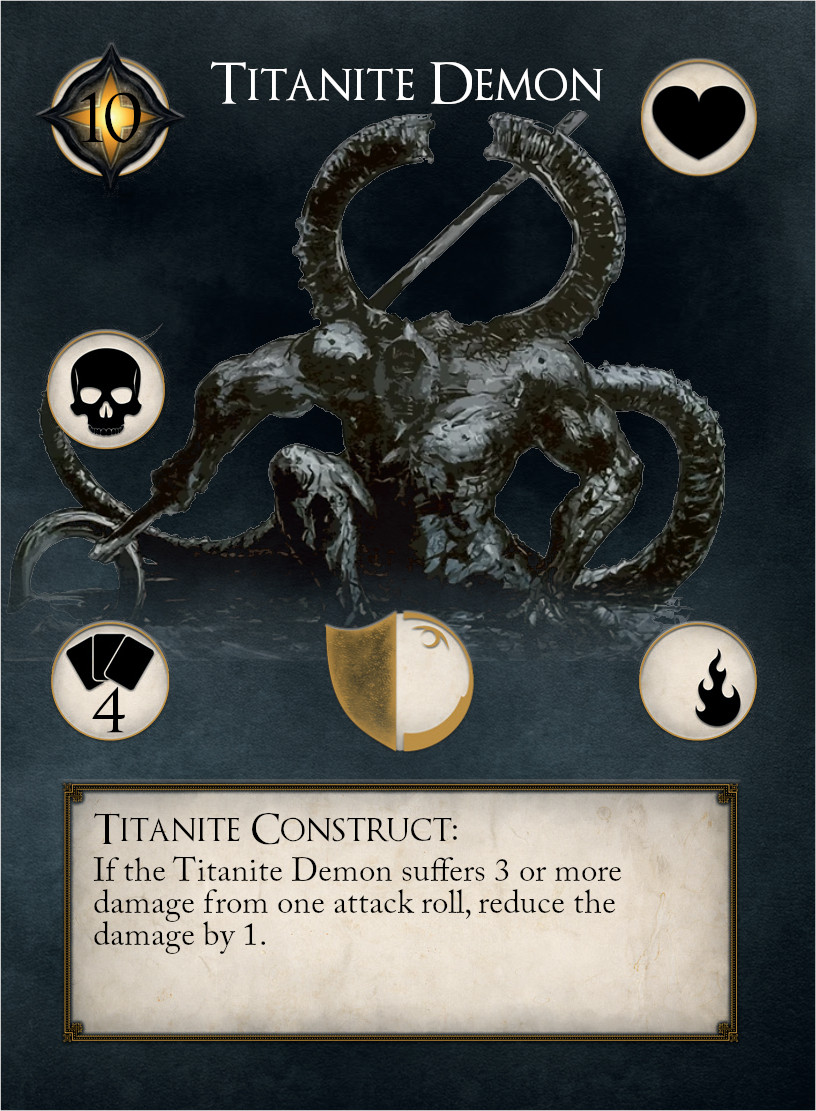 10
Titanite Demon
4
Titanite Construct:
If the Titanite Demon suffers 3 or more
damage from one attack roll, reduce the
damage by 1.